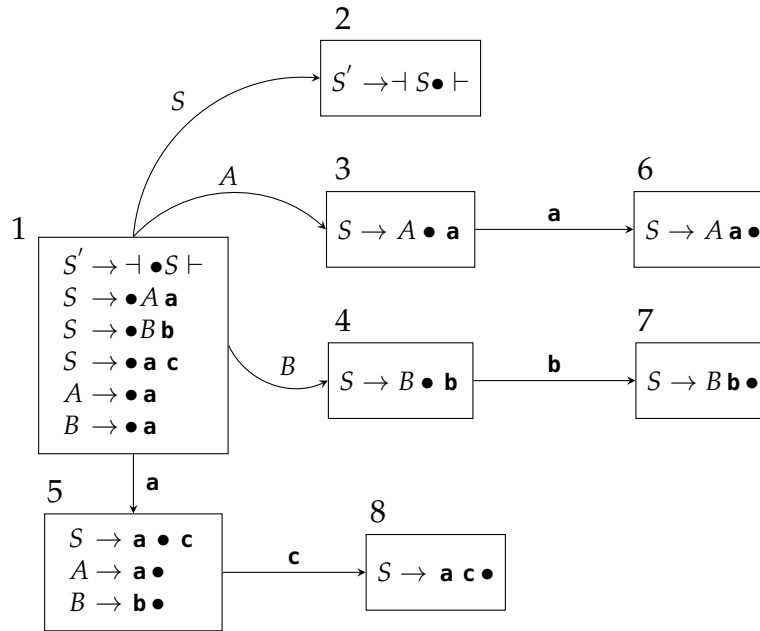 2
S′ → ⊣ S• ⊢
S
A
3
S → A • a
a
6
S → A a •
1
S′ → ⊣ •S ⊢
S → •A a
S → •B b
S → • a c
A → • a
B → • a
B
4
S → B • b
b
7
S → B b •
a
5
S → a • c
A → a •
B → b •
c
8
S → a c •